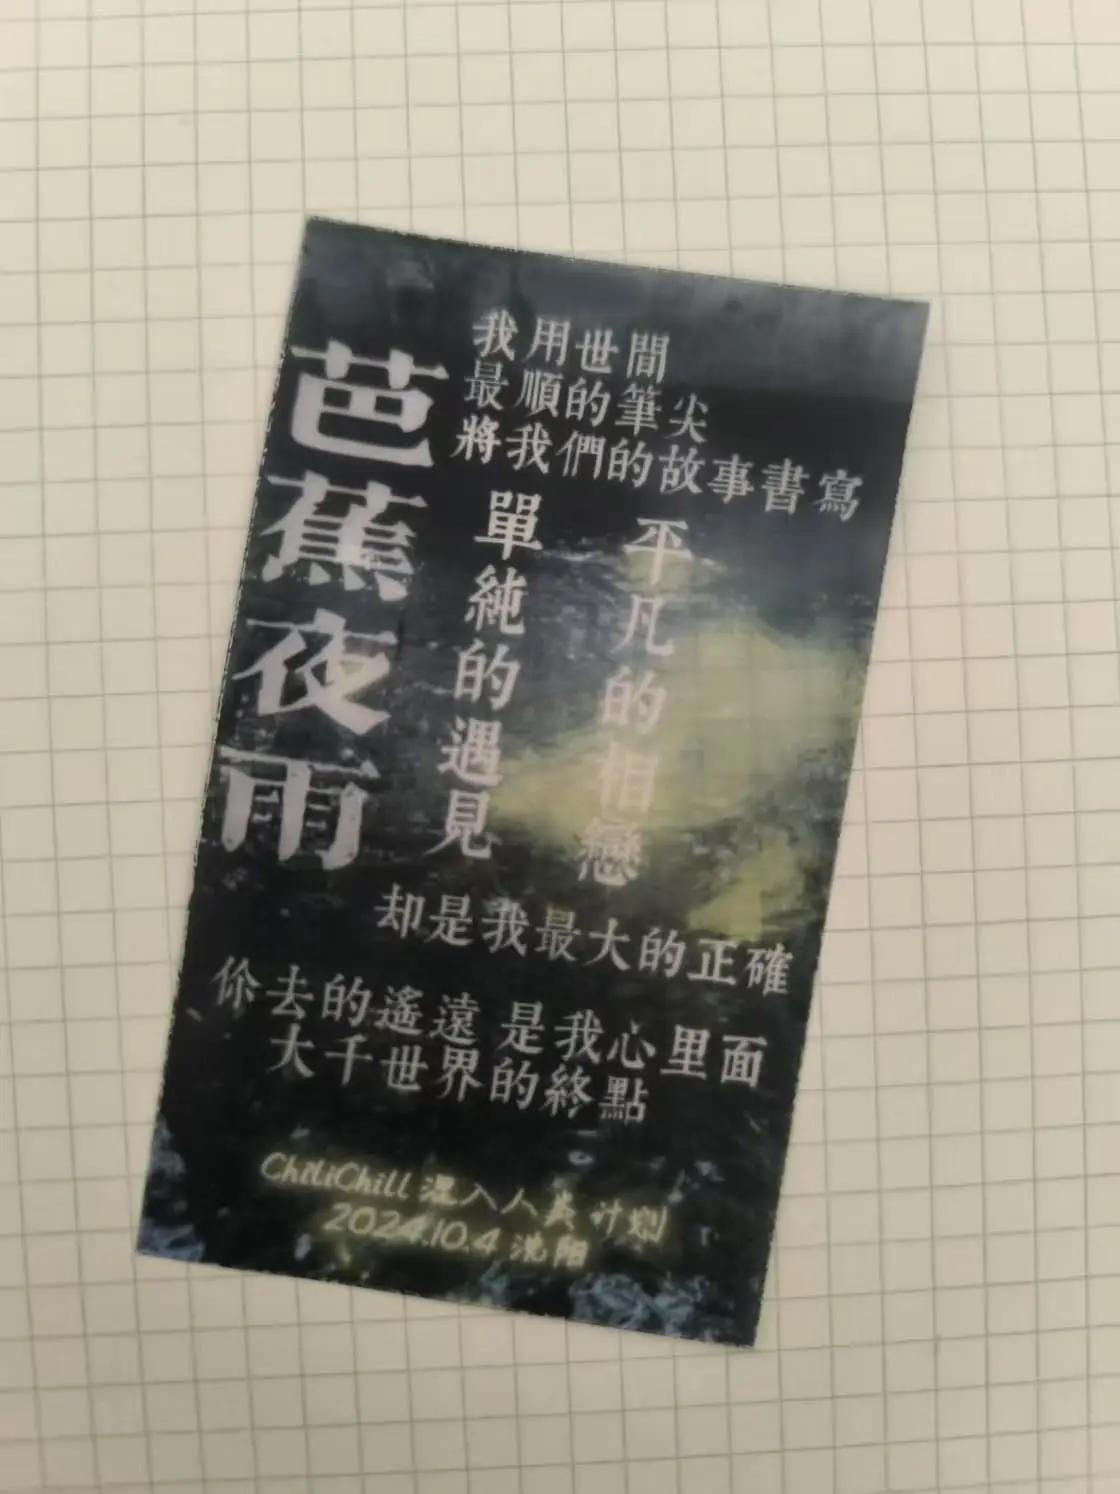 芭蕉夜雨
我用世間
最順的筆尖
將我們的故事書寫
單純的遇見
平凡的相戀
却是我最大的正確
你去的遙遠 是我心里面
大千世界的終點
ChiliChill 混入人类计划
2024.10.4 沈阳